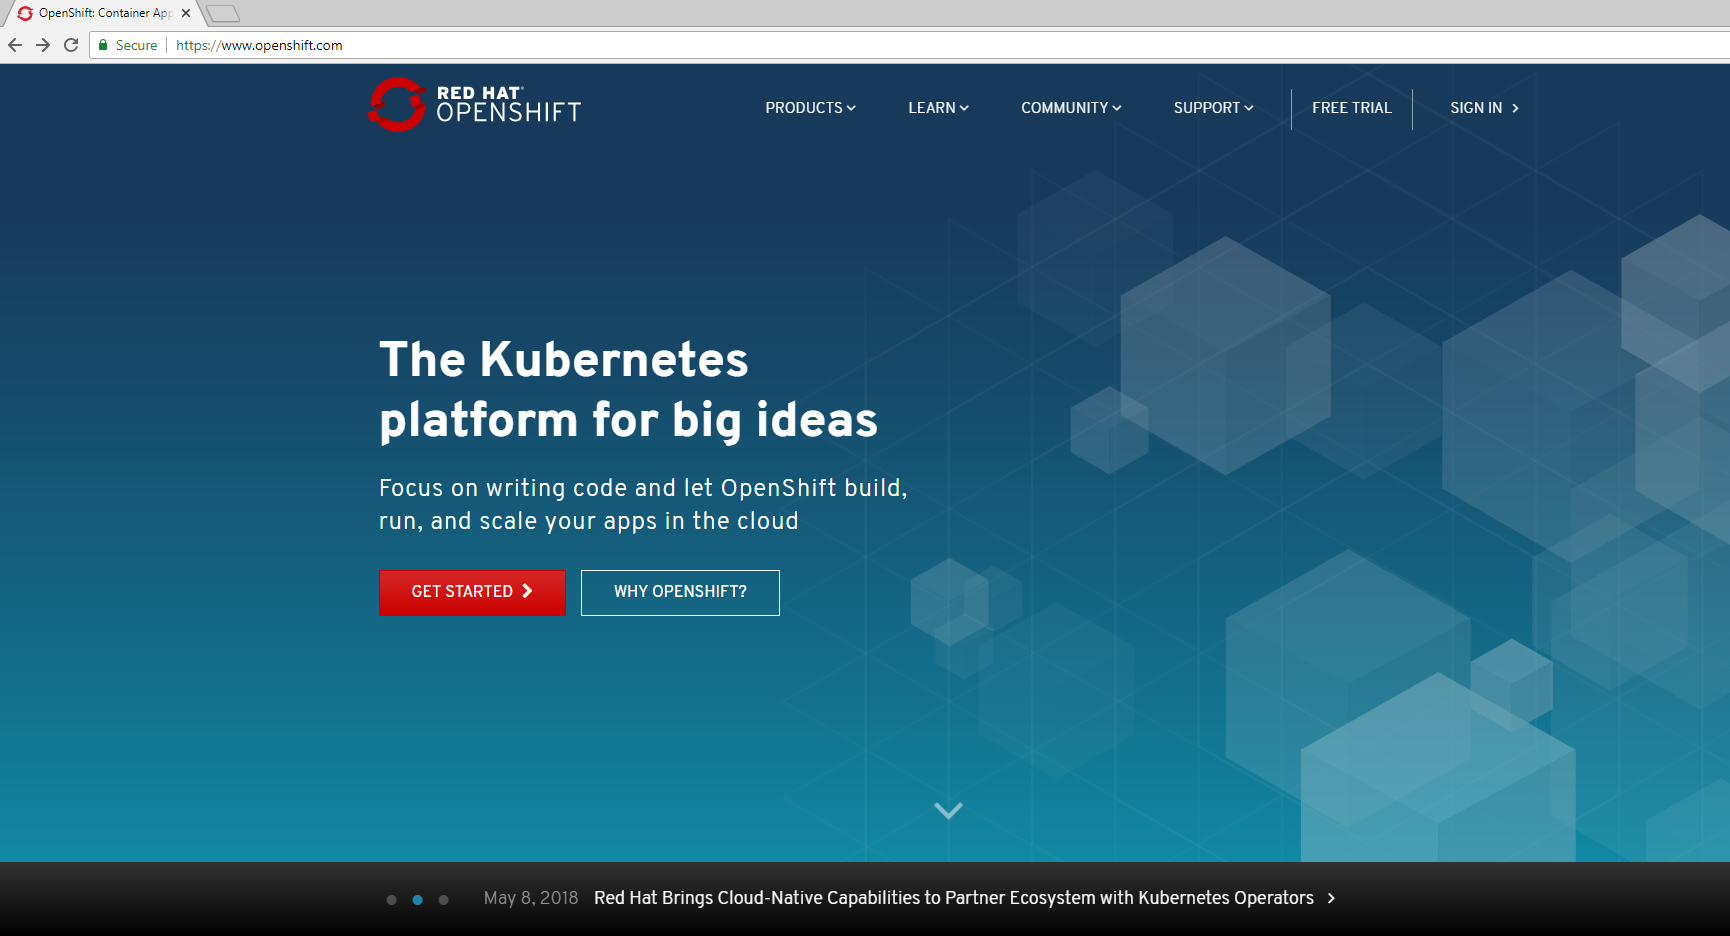 OpenShift: Container App
Secure
https://www.openshift.com
RED HAT®
OPENSHIFT
PRODUCTS
LEARN
COMMUNITY
SUPPORT
FREE TRIAL
SIGN IN
The Kubernetes
platform for big ideas
Focus on writing code and let OpenShift build,
run, and scale your apps in the cloud
GET STARTED
WHY OPENSHIFT?
May 8, 2018 Red Hat Brings Cloud-Native Capabilities to Partner Ecosystem with Kubernetes Operators